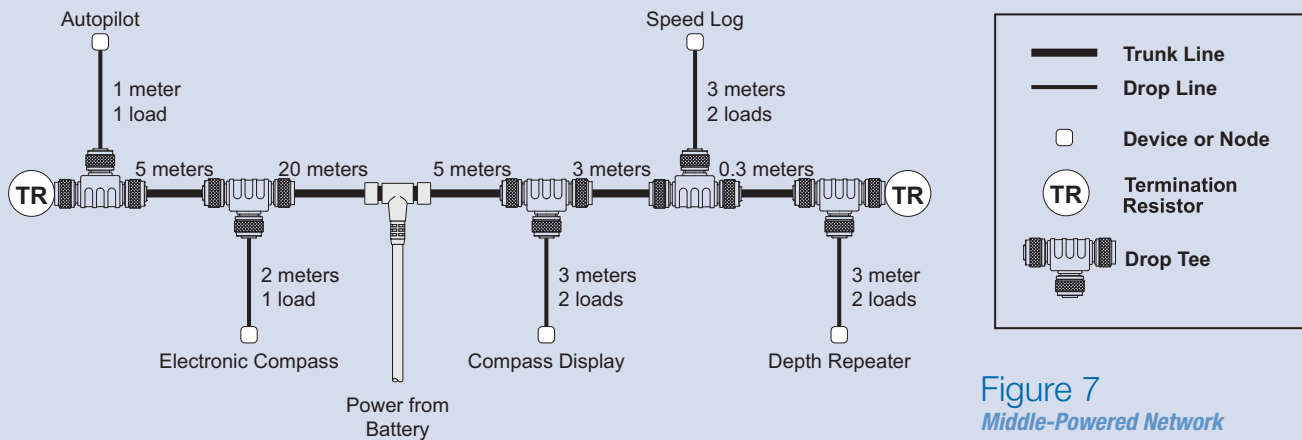 Autopilot
Speed Log
1 meter
1 load
3 meters
2 loads
5 meters
20 meters
5 meters
3 meters
0.3 meters
TR
TR
2 meters
1 load
3 meters
2 loads
3 meter
2 loads
Electronic Compass
Compass Display
Depth Repeater
Power from
Battery
Trunk Line
Drop Line
Device or Node
TR
Termination
Resistor
Drop Tee
Figure 7
Middle-Powered Network